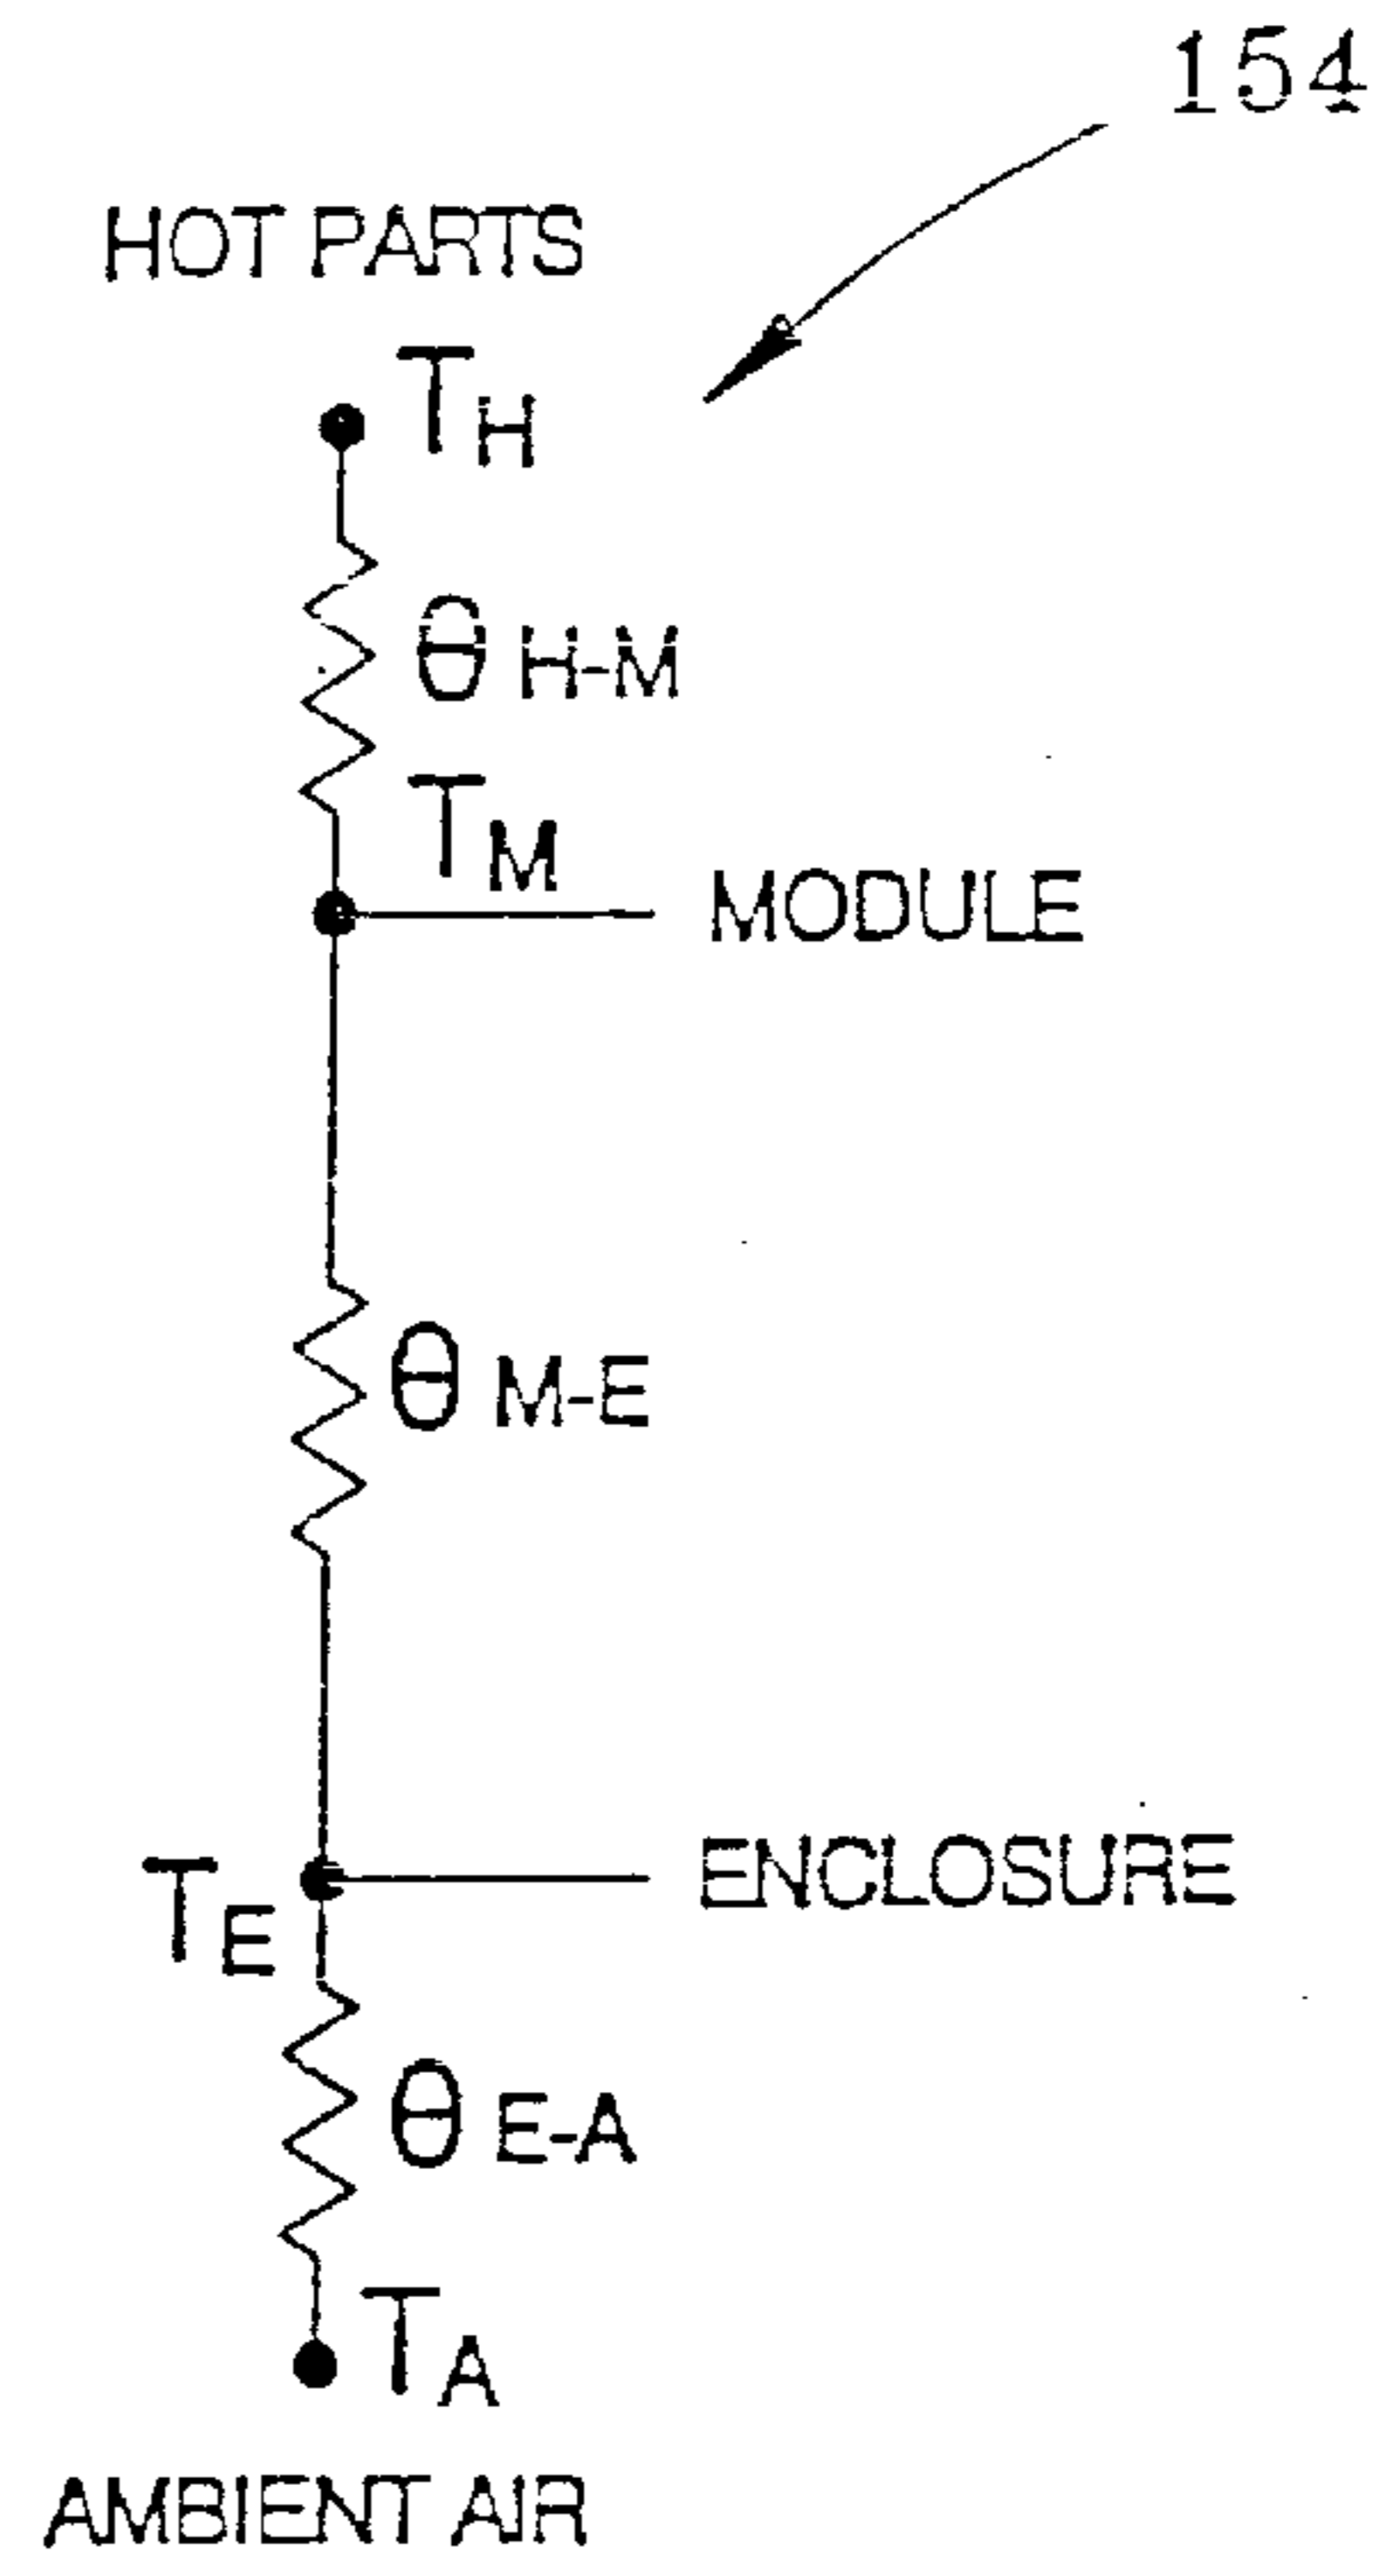 154
HOT PARTS
TH
θ H-M
TM
MODULE
θ M-E
TE
ENCLOSURE
θ E-A
TA
AMBIENT AIR